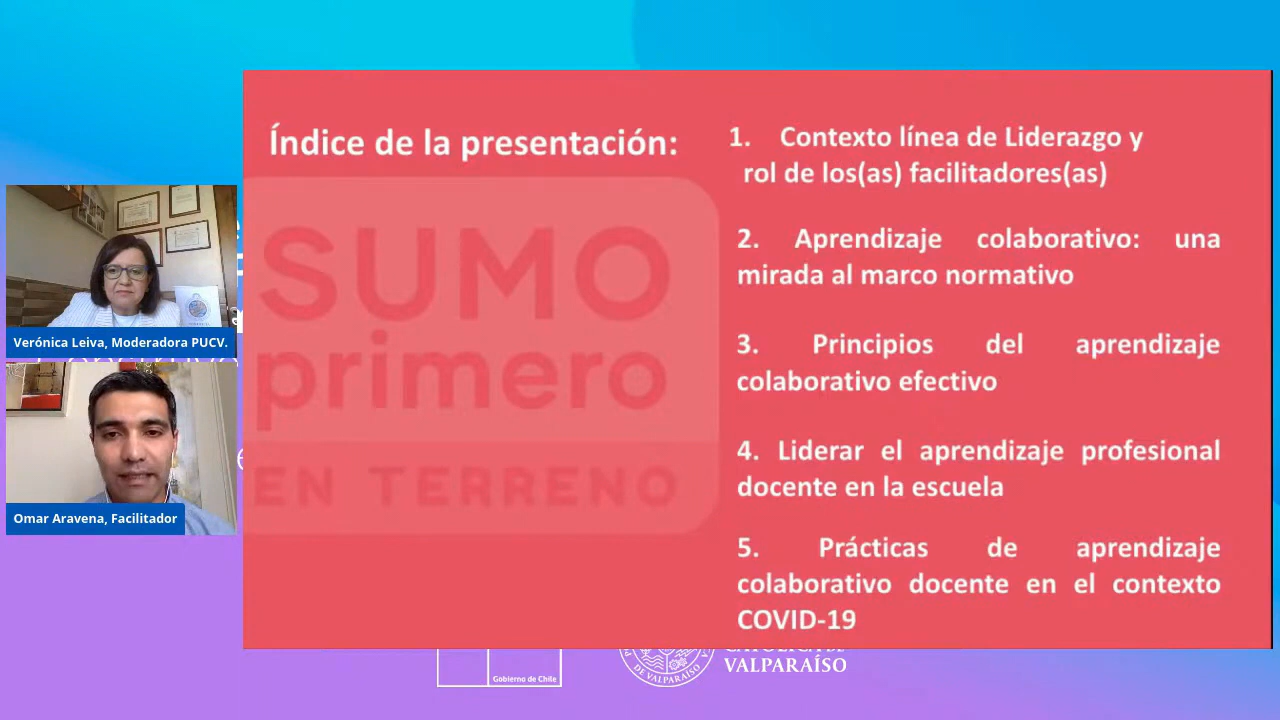 Índice de la presentación:
SUMO
primero
EN TERRENO
1. Contexto línea de Liderazgo y
rol de los(as) facilitadores(as)
2. Aprendizaje colaborativo: una
mirada al marco normativo
3. Principios del aprendizaje
colaborativo efectivo
4. Liderar el aprendizaje profesional
docente en la escuela
5. Prácticas de aprendizaje
colaborativo docente en el contexto
COVID-19
Verónica Leiva, Moderadora PUCV.
Omar Aravena, Facilitador
Gobierno de Chile
DE VALPARAÍSO
VALPARAÍSO